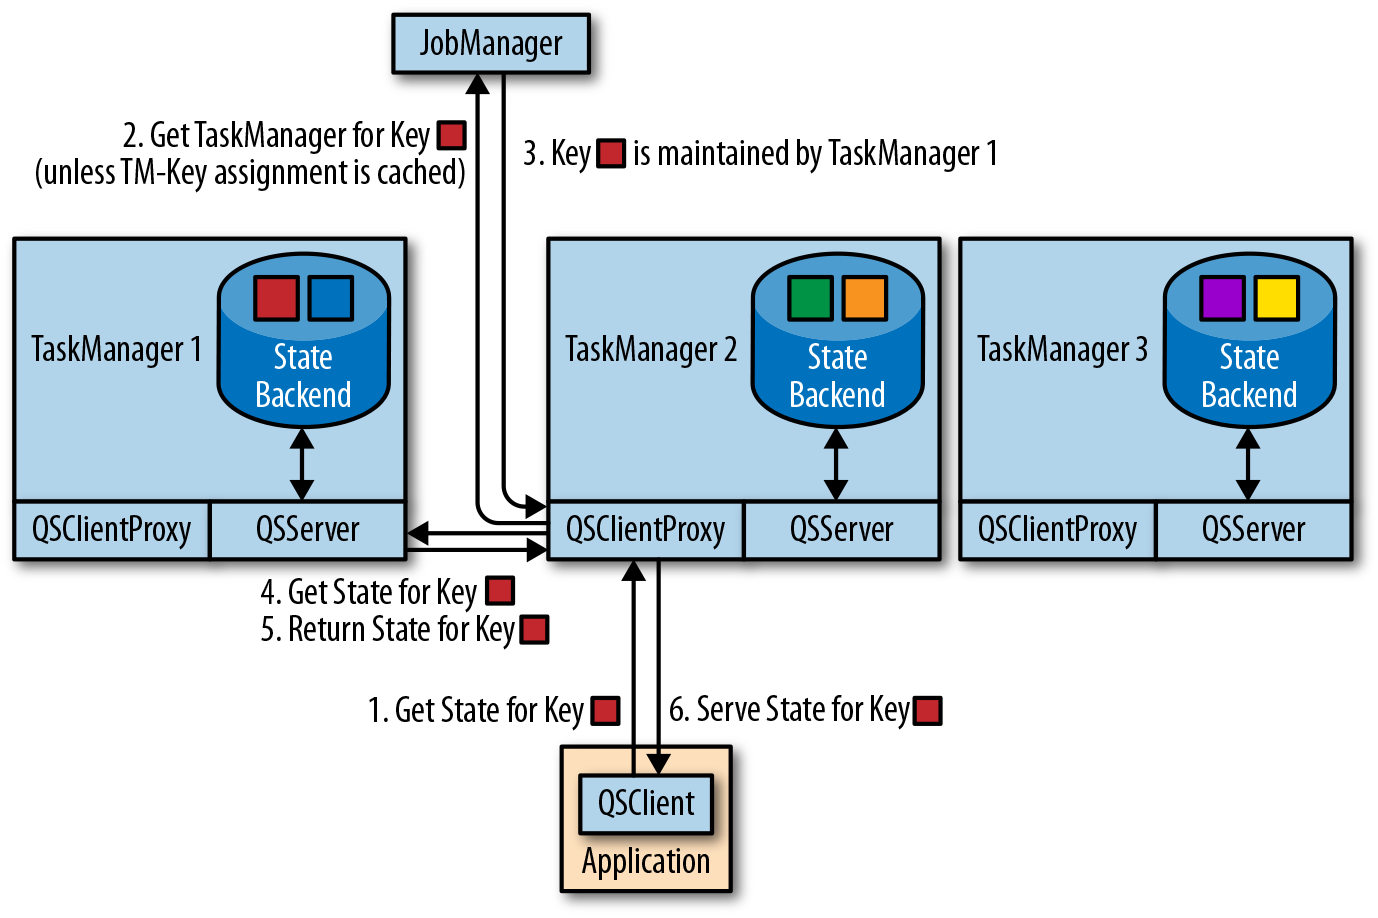 JobManager
2. Get TaskManager for Key
(unless TM-Key assignment is cached)
3. Key is maintained by TaskManager 1
TaskManager 1
State
Backend
QSClientProxy
QSServer
TaskManager 2
State
Backend
QSClientProxy
QSServer
TaskManager 3
State
Backend
QSClientProxy
QSServer
4. Get State for Key
5. Return State for Key
1. Get State for Key
6. Serve State for Key
QSClient
Application